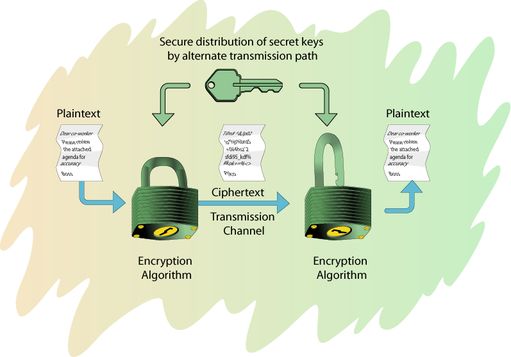 Secure distribution of secret keys
by alternate transmission path
Plaintext
Plaintext
Dear co-worker
Please review
the attached
agenda for
accuracy
Boss
Dear co-worker
Please review
the attached
agenda for
accuracy
Boss
Ciphertext
Transmission
Channel
Encryption
Algorithm
Encryption
Algorithm